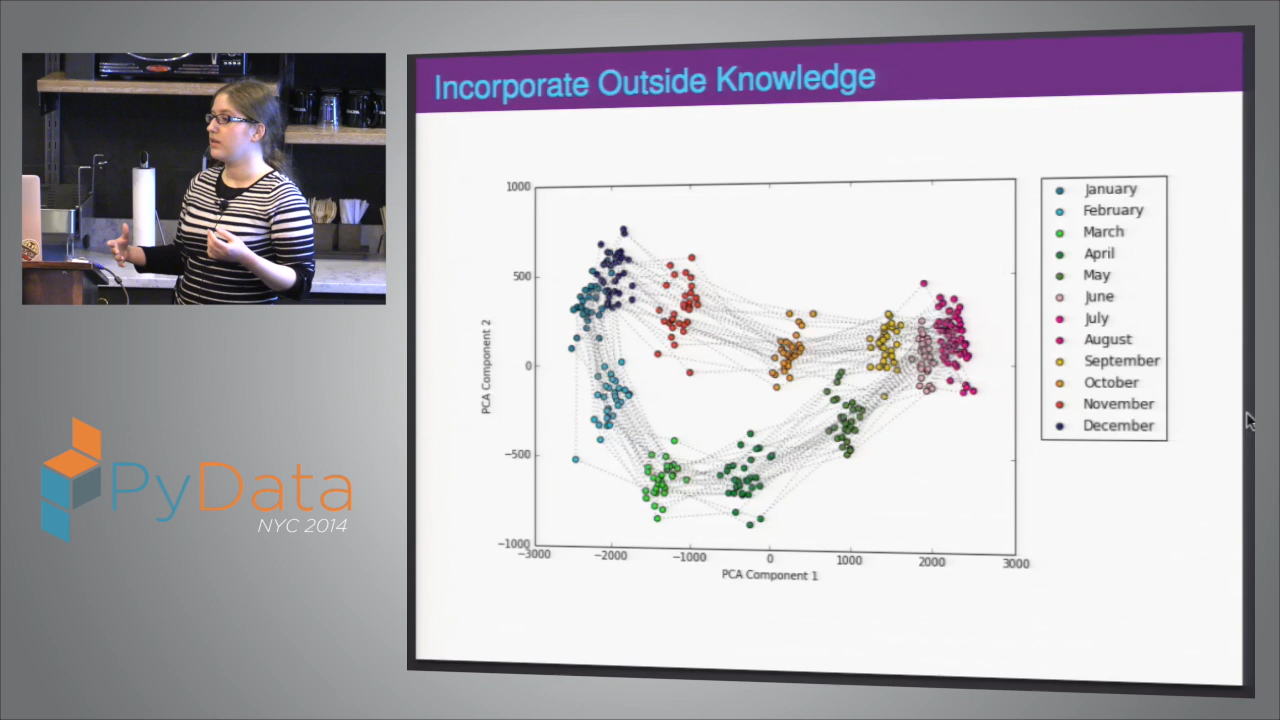 Incorporate Outside Knowledge
1000
500
0
−500
−1000
−3000
−2000
−1000
0
1000
2000
3000
PCA Component 2
PCA Component 1
January
February
March
April
May
June
July
August
September
October
November
December
PyData
NYC 2014